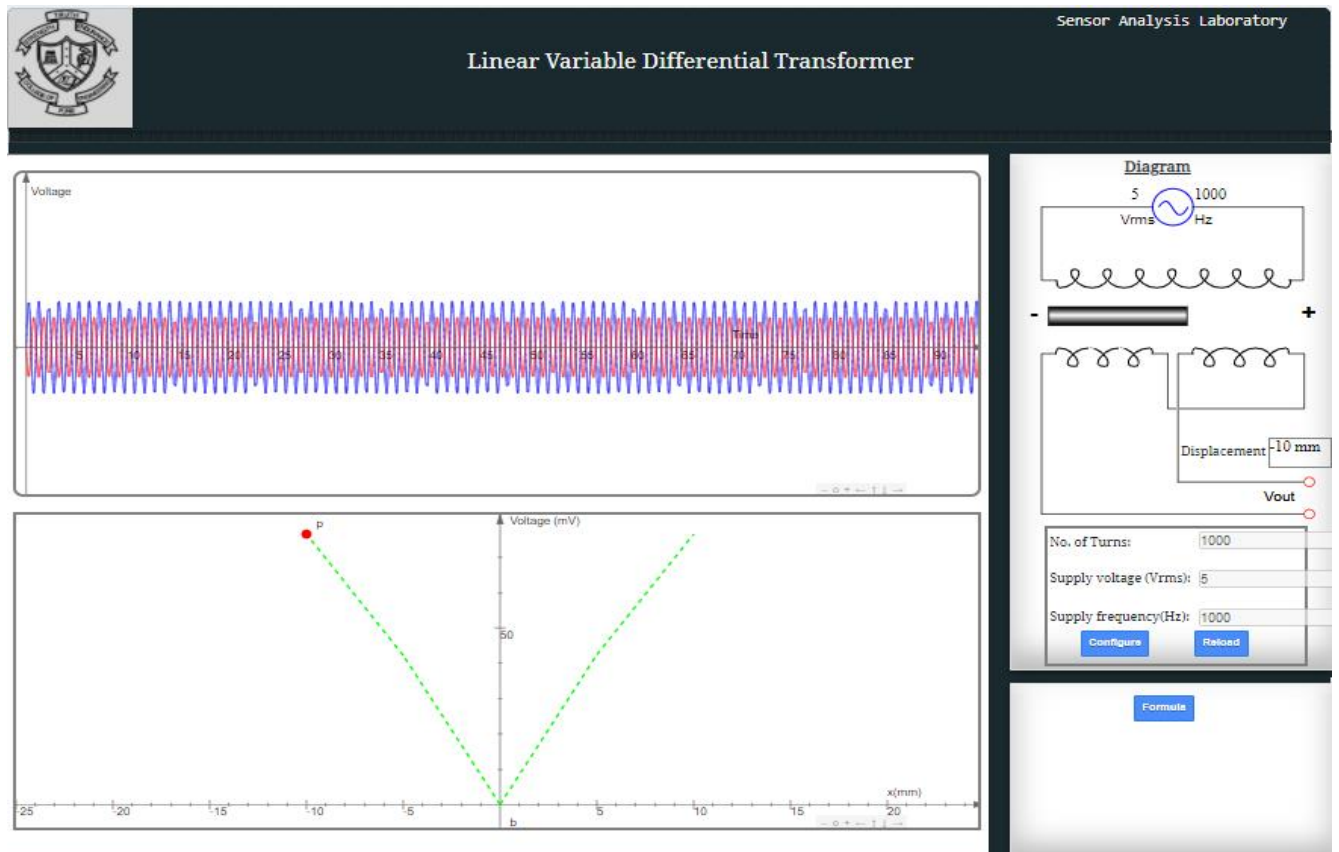 Sensor Analysis Laboratory
Linear Variable Differential Transformer
Voltage
Time
5 10 15 20 25 30 35 40 45 50 55 60 65 70 75 80 85 90
p
Voltage (mV)
50
x(mm)
-25 -20 -15 -10 -5 5 10 15 20
b
Diagram
5 1000
Vrms Hz
- +
Displacement -10 mm
Vout
No. of Turns: 1000
Supply voltage (Vrms): 5
Supply frequency(Hz): 1000
Configure Reload
Formula